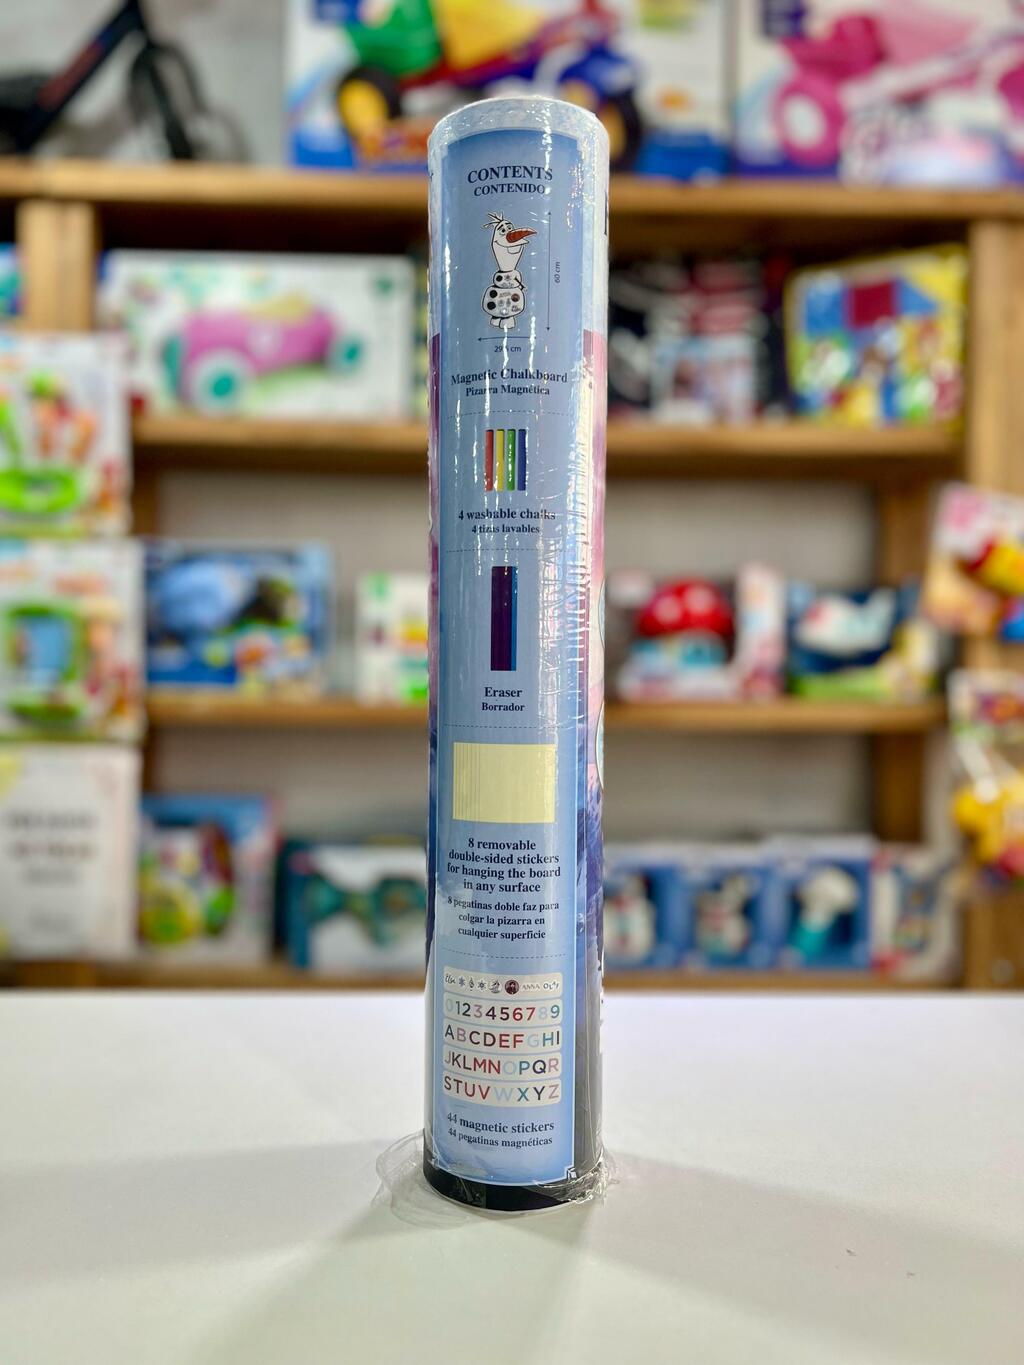 CONTENTS
CONTENIDO
60 cm
cm
Magnetic Chalkboard
Pizarra Magnética
4 washable chalks
4 tizas lavables
Eraser
Borrador
8 removable
double-sided stickers
for hanging the board
in any surface
8 pegatinas doble faz para
colgar la pizarra en
cualquier superficie
Elsa ANNA OLAF
0123456789
ABCDEFGHI
JKLMNOPQR
STUVWXYZ
44 magnetic stickers
44 pegatinas magnéticas